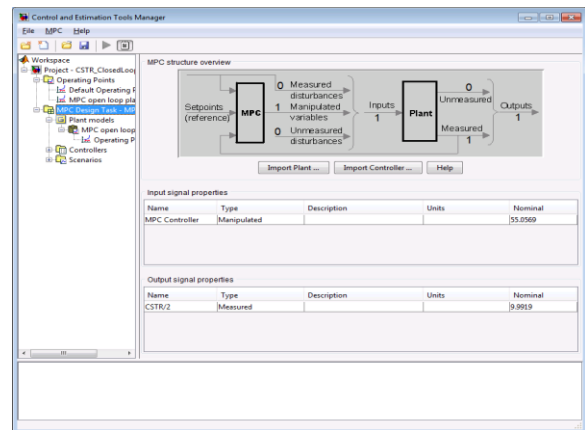 Control and Estimation Tools Manager
File MPC Help
Workspace
Project - CSTR_ClosedLoo
Operating Points
Default Operating P
MPC open loop pla
MPC Design Task - MP
Plant models
MPC open loop
Operating P
Controllers
Scenarios
MPC structure overview
Setpoints (reference)
MPC
0 Measured disturbances
1 Manipulated variables
0 Unmeasured disturbances
Inputs 1
Plant
0 Unmeasured
Measured 1
Outputs 1
Import Plant ... Import Controller ... Help
Input signal properties
Name Type Description Units Nominal
MPC Controller Manipulated 55.8569
Output signal properties
Name Type Description Units Nominal
CSTR/2 Measured 9.9919